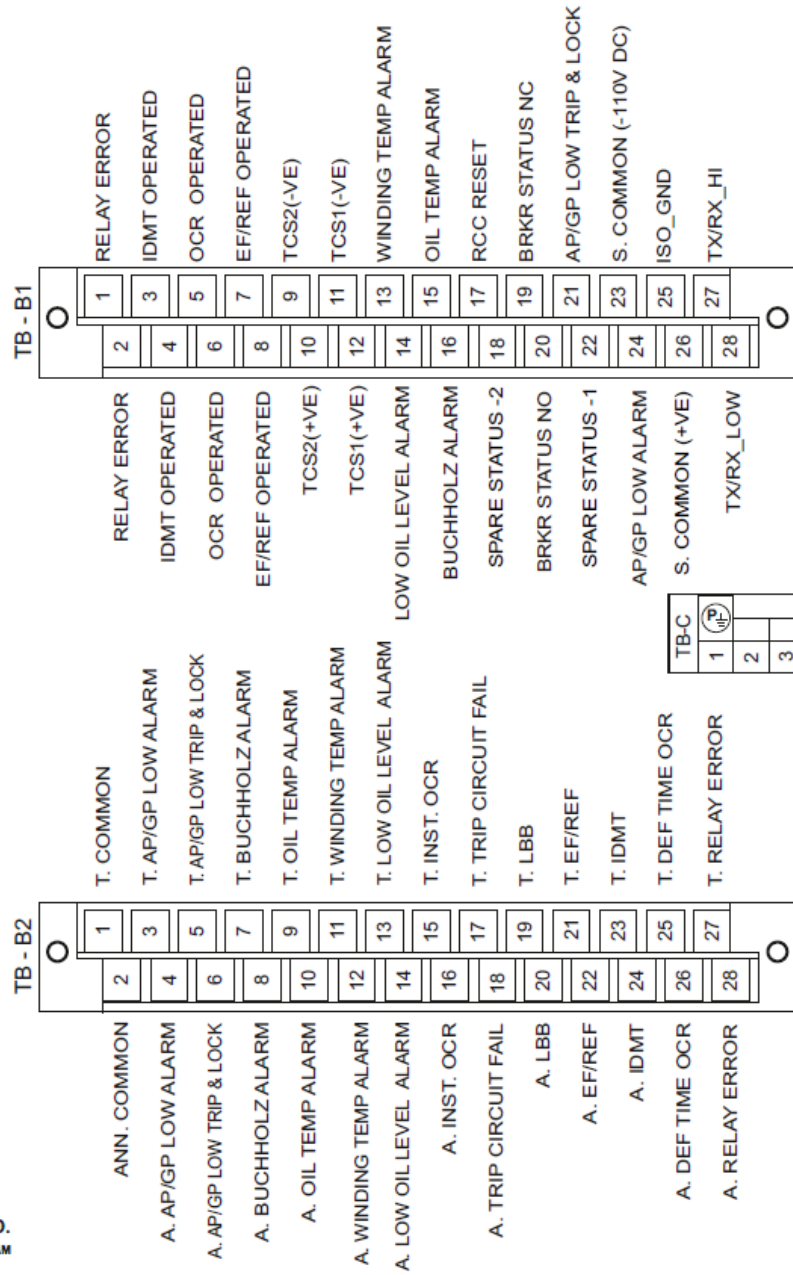 TB - B1
RELAY ERROR
IDMT OPERATED
OCR OPERATED
EF/REF OPERATED
TCS2(-VE)
TCS1(-VE)
WINDING TEMP ALARM
OIL TEMP ALARM
RCC RESET
BRKR STATUS NC
AP/GP LOW TRIP & LOCK
S. COMMON (-110V DC)
ISO_GND
TX/RX_HI
1
3
5
7
9
11
13
15
17
19
21
23
25
27
2
4
6
8
10
12
14
16
18
20
22
24
26
28
RELAY ERROR
IDMT OPERATED
OCR OPERATED
EF/REF OPERATED
TCS2(+VE)
TCS1(+VE)
LOW OIL LEVEL ALARM
BUCHHOLZ ALARM
SPARE STATUS -2
BRKR STATUS NO
SPARE STATUS -1
AP/GP LOW ALARM
S. COMMON (+VE)
TX/RX_LOW
TB-C
1
P
2
3
TB - B2
T. COMMON
T. AP/GP LOW ALARM
T. AP/GP LOW TRIP & LOCK
T. BUCHHOLZ ALARM
T. OIL TEMP ALARM
T. WINDING TEMP ALARM
T. LOW OIL LEVEL ALARM
T. INST. OCR
T. TRIP CIRCUIT FAIL
T. LBB
T. EF/REF
T. IDMT
T. DEF TIME OCR
T. RELAY ERROR
1
3
5
7
9
11
13
15
17
19
21
23
25
27
2
4
6
8
10
12
14
16
18
20
22
24
26
28
ANN. COMMON
A. AP/GP LOW ALARM
A. AP/GP LOW TRIP & LOCK
A. BUCHHOLZ ALARM
A. OIL TEMP ALARM
A. WINDING TEMP ALARM
A. LOW OIL LEVEL ALARM
A. INST. OCR
A. TRIP CIRCUIT FAIL
A. LBB
A. EF/REF
A. IDMT
A. DEF TIME OCR
A. RELAY ERROR